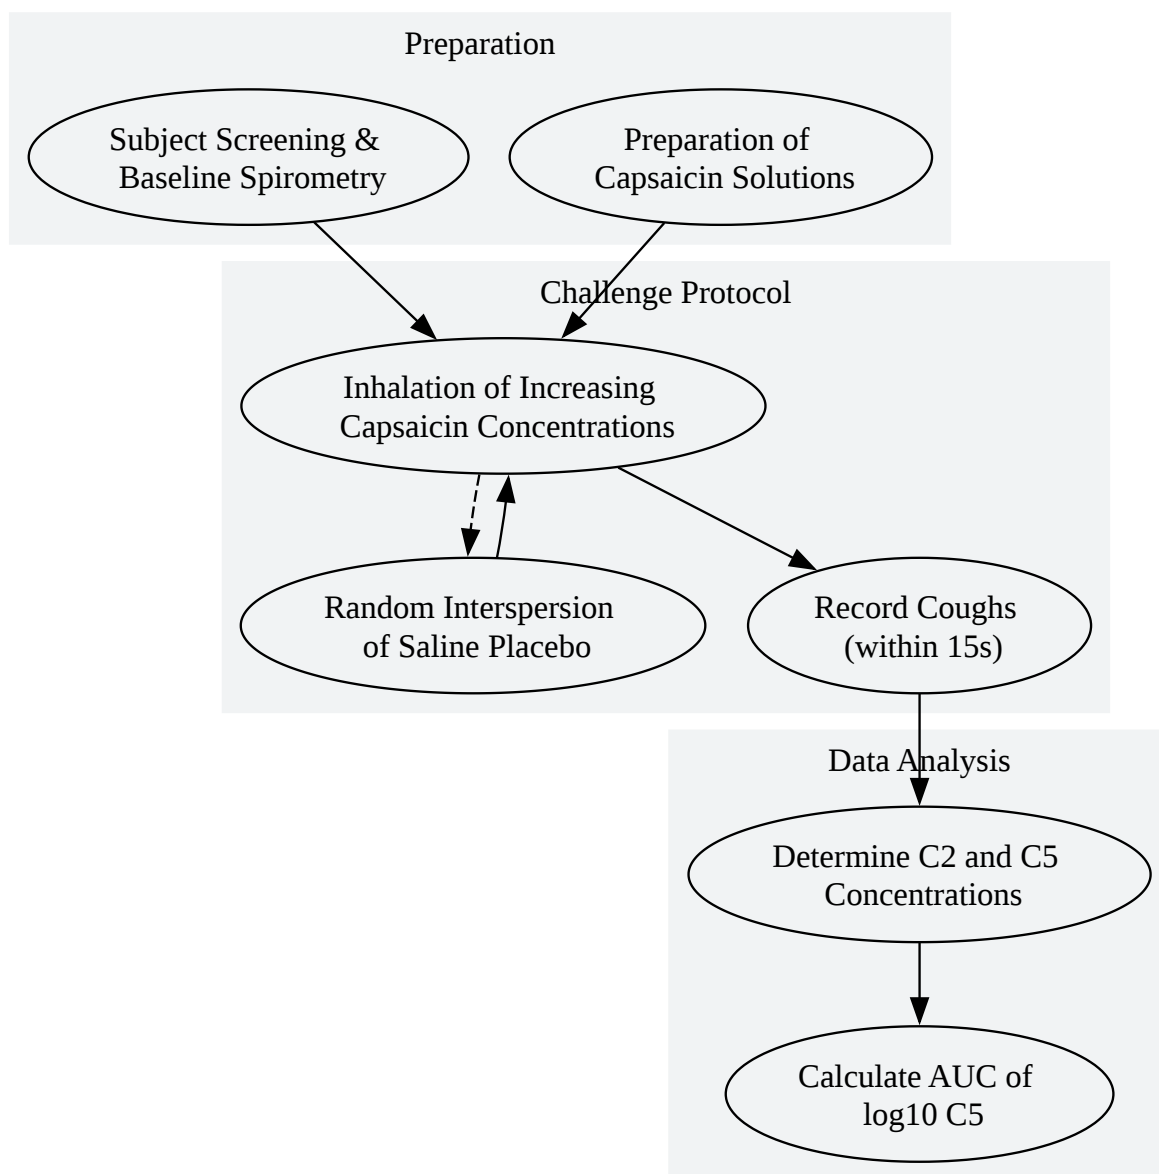 Preparation
Subject Screening &
Baseline Spirometry
Preparation of
Capsaicin Solutions
Challenge Protocol
Inhalation of Increasing
Capsaicin Concentrations
Random Interspersion
of Saline Placebo
Record Coughs
(within 15s)
Data Analysis
Determine C2 and C5
Concentrations
Calculate AUC of
log10 C5